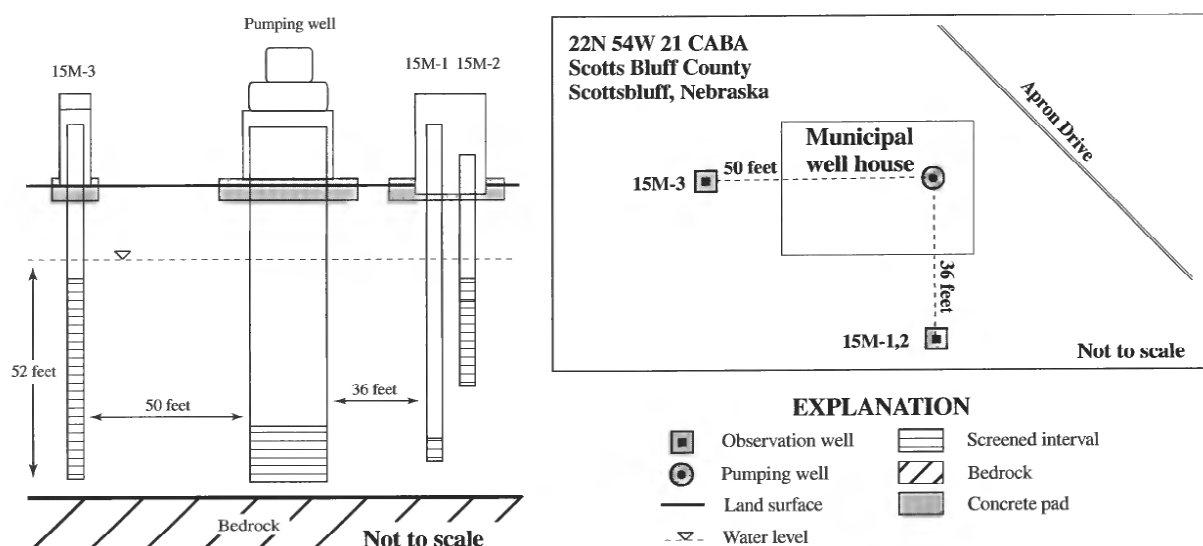 Pumping well
15M-3
15M-1 15M-2
52 feet
50 feet
36 feet
Bedrock
Not to scale
22N 54W 21 CABA
Scotts Bluff County
Scottsbluff, Nebraska
Apron Drive
Municipal
well house
15M-3
50 feet
36 feet
15M-1,2
Not to scale
EXPLANATION
Observation well
Screened interval
Pumping well
Bedrock
Land surface
Concrete pad
Water level